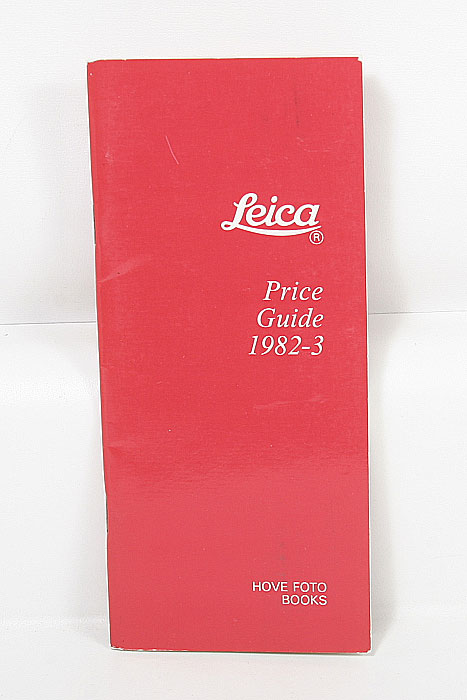 Leica
®
Price
Guide
1982-3
HOVE FOTO
BOOKS